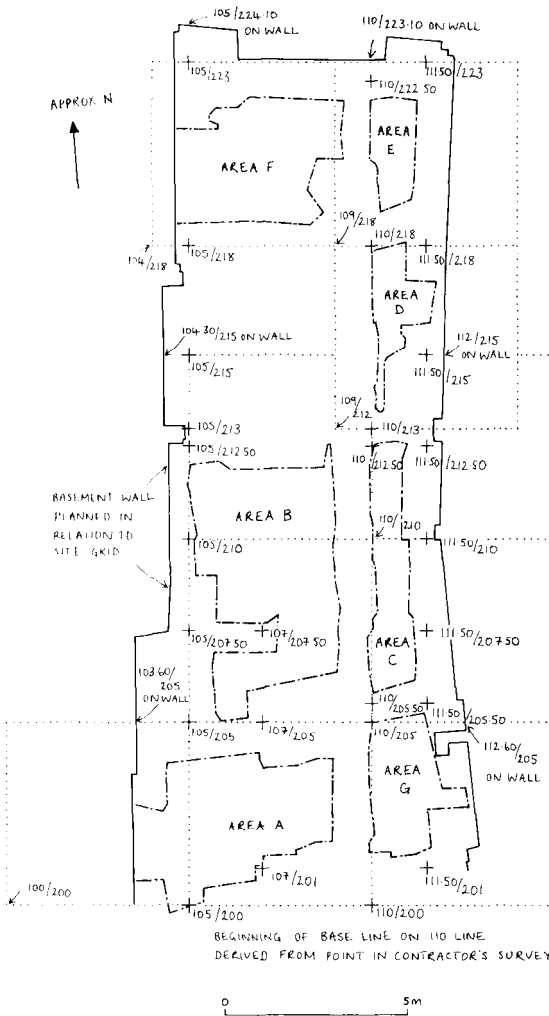 105/224·10
ON WALL
110/223·10 ON WALL
105/223
111·50/223
110/222·50
APPROX N
AREA
E
AREA F
109/218
110/218
104/218
105/218
111·50/218
AREA
D
104·30/215 ON WALL
112/215
ON WALL
105/215
111·50/215
109/212
105/213
110/213
105/212·50
110/212·50
111·50/212·50
BASEMENT WALL
PLANNED IN
RELATION TO
SITE GRID
AREA B
110/210
105/210
111·50/210
105/207·50
107/207·50
111·50/207·50
AREA
C
103·60/205
ON WALL
110/205·50
111·50/205·50
105/205
107/205
110/205
112·60/205
ON WALL
AREA
G
AREA A
107/201
111·50/201
100/200
105/200
110/200
BEGINNING OF BASE LINE ON 110 LINE
DERIVED FROM POINT IN CONTRACTOR'S SURVEY
0
5m